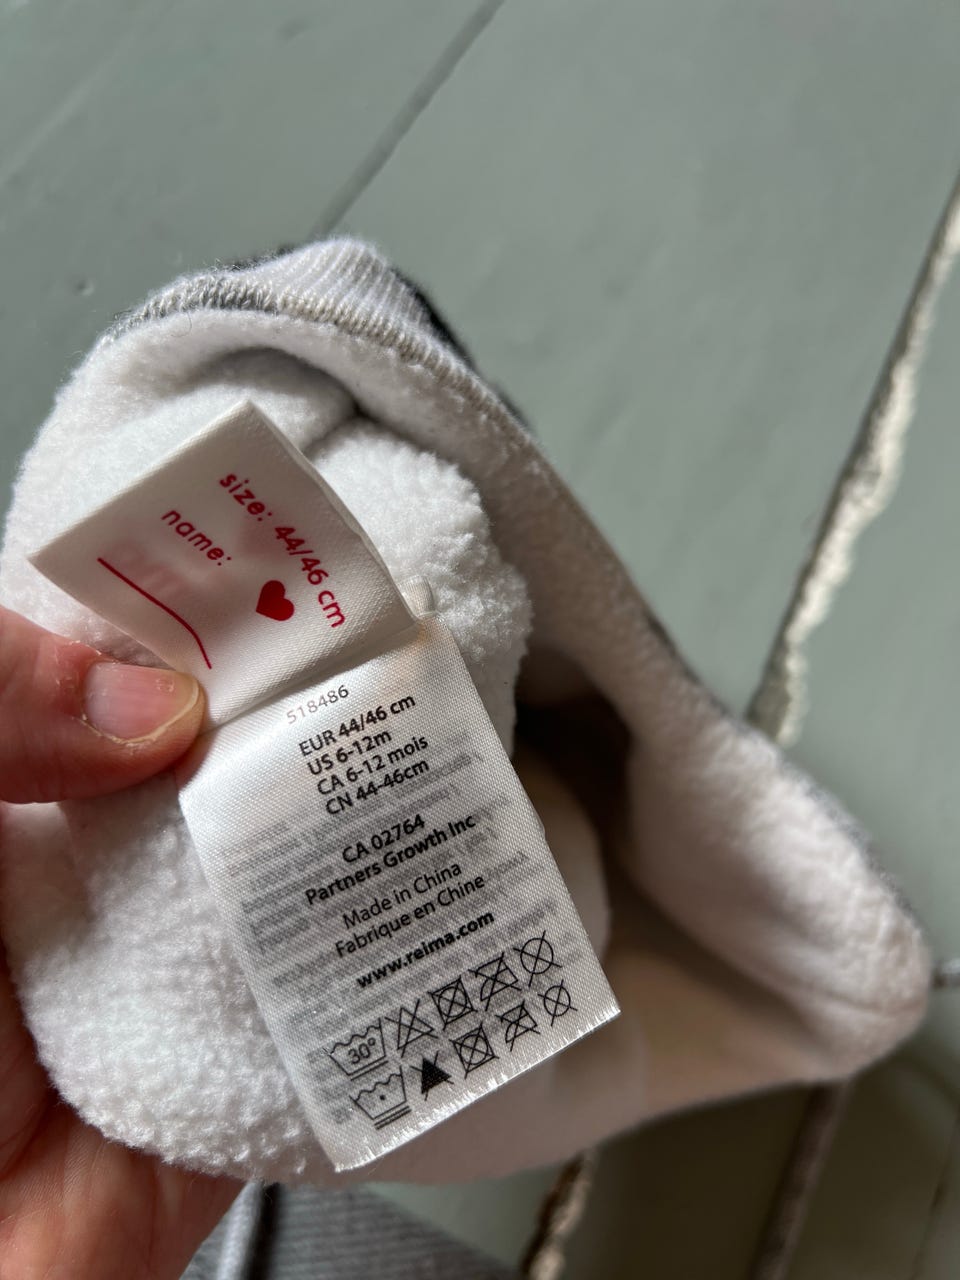 size: 44/46 cm
name:
518486
EUR 44/46 cm
US 6-12m
CA 6-12 mois
CN 44-46cm
CA 02764
Partners Growth Inc
Made in China
Fabrique en Chine
www.reima.com
30°